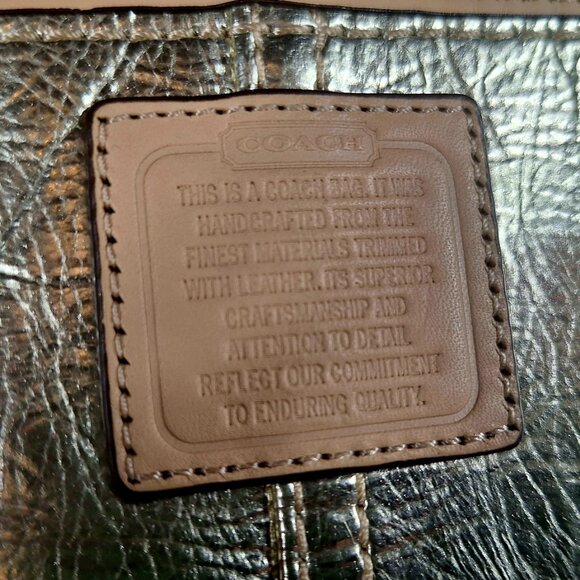 COACH
THIS IS A COACH BAG. IT WAS
HANDCRAFTED FROM THE
FINEST MATERIALS TRIMMED
WITH LEATHER. ITS SUPERIOR
CRAFTSMANSHIP AND
ATTENTION TO DETAIL
REFLECT OUR COMMITMENT
TO ENDURING QUALITY.